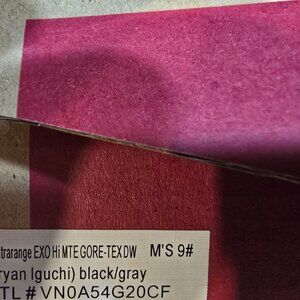 trarange EXO Hi MTE GORE-TEX DW M'S 9#
ryan Iguchi) black/gray
TL # VN0A54G20CF